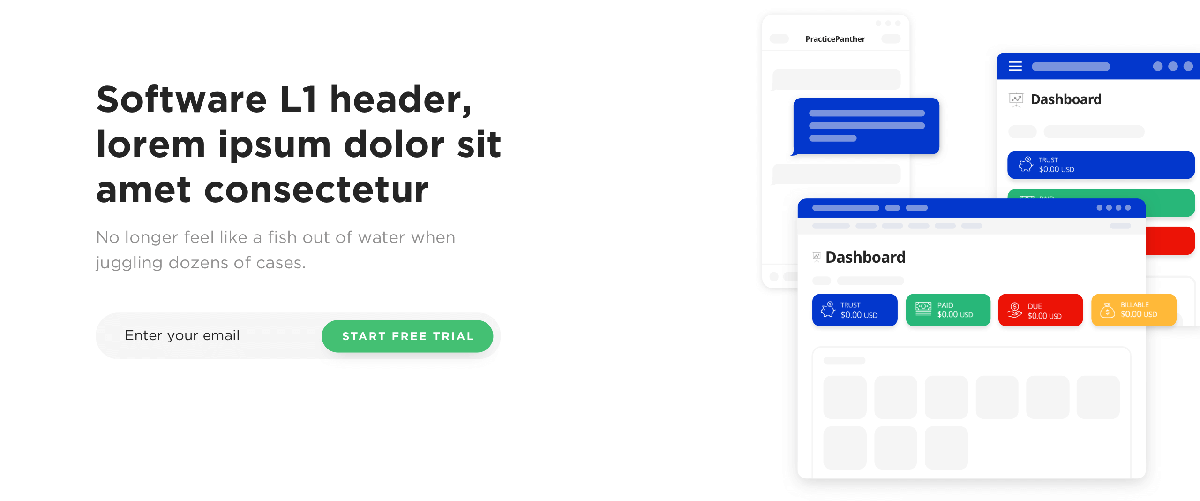 Software L1 header,
lorem ipsum dolor sit
amet consectetur
No longer feel like a fish out of water when
juggling dozens of cases.
Enter your email
START FREE TRIAL
PracticePanther
Dashboard
TRUST
$0.00 USD
Dashboard
TRUST
$0.00 USD
PAID
$0.00 USD
DUE
$0.00 USD
BILLABLE
$0.00 USD